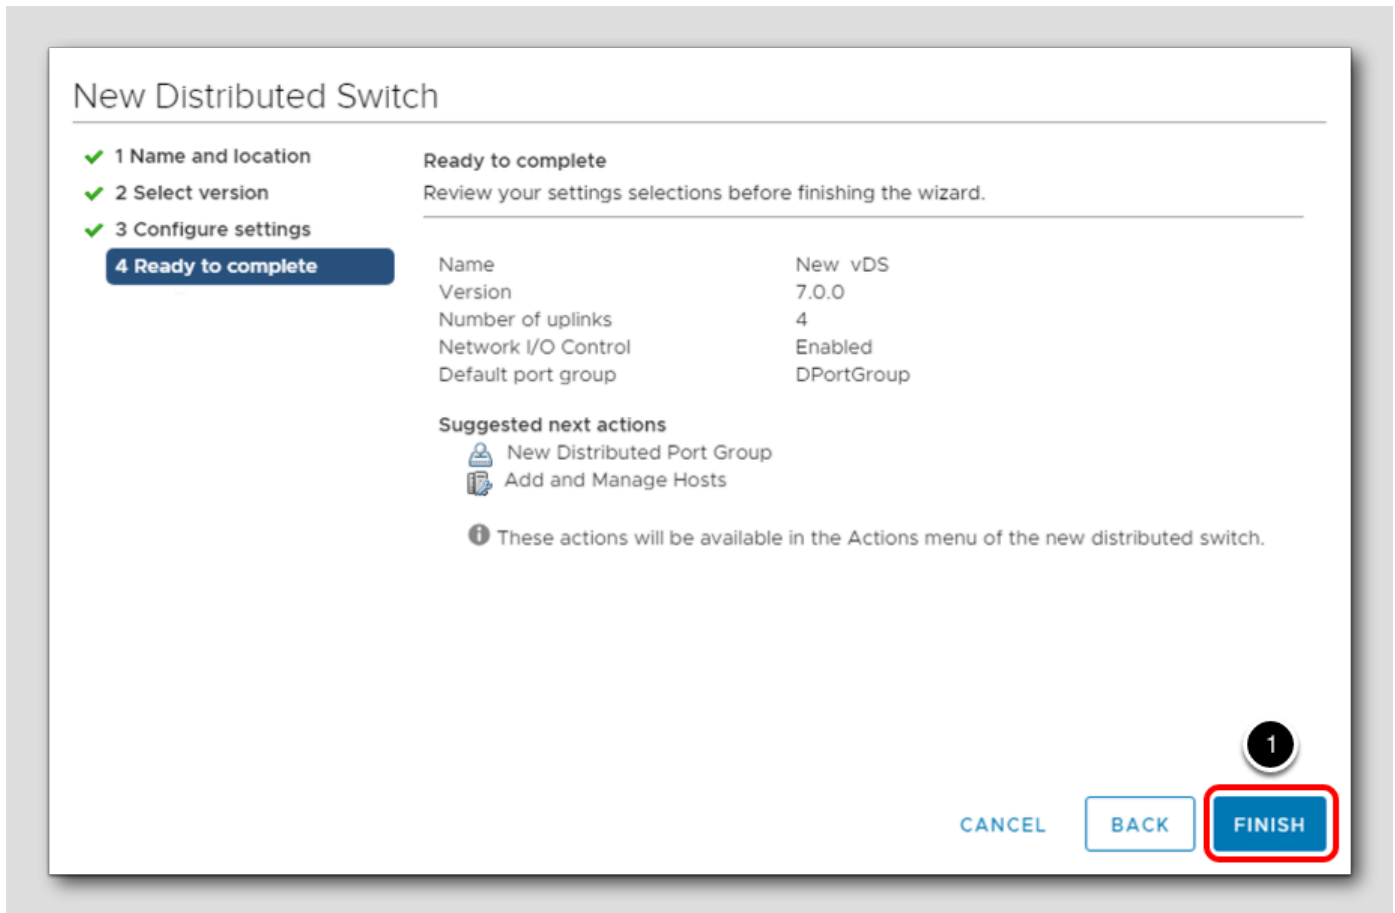 New Distributed Switch
1 Name and location
2 Select version
3 Configure settings
4 Ready to complete
Ready to complete
Review your settings selections before finishing the wizard.
Name New vDS
Version 7.0.0
Number of uplinks 4
Network I/O Control Enabled
Default port group DPortGroup
Suggested next actions
New Distributed Port Group
Add and Manage Hosts
These actions will be available in the Actions menu of the new distributed switch.
1
CANCEL BACK FINISH